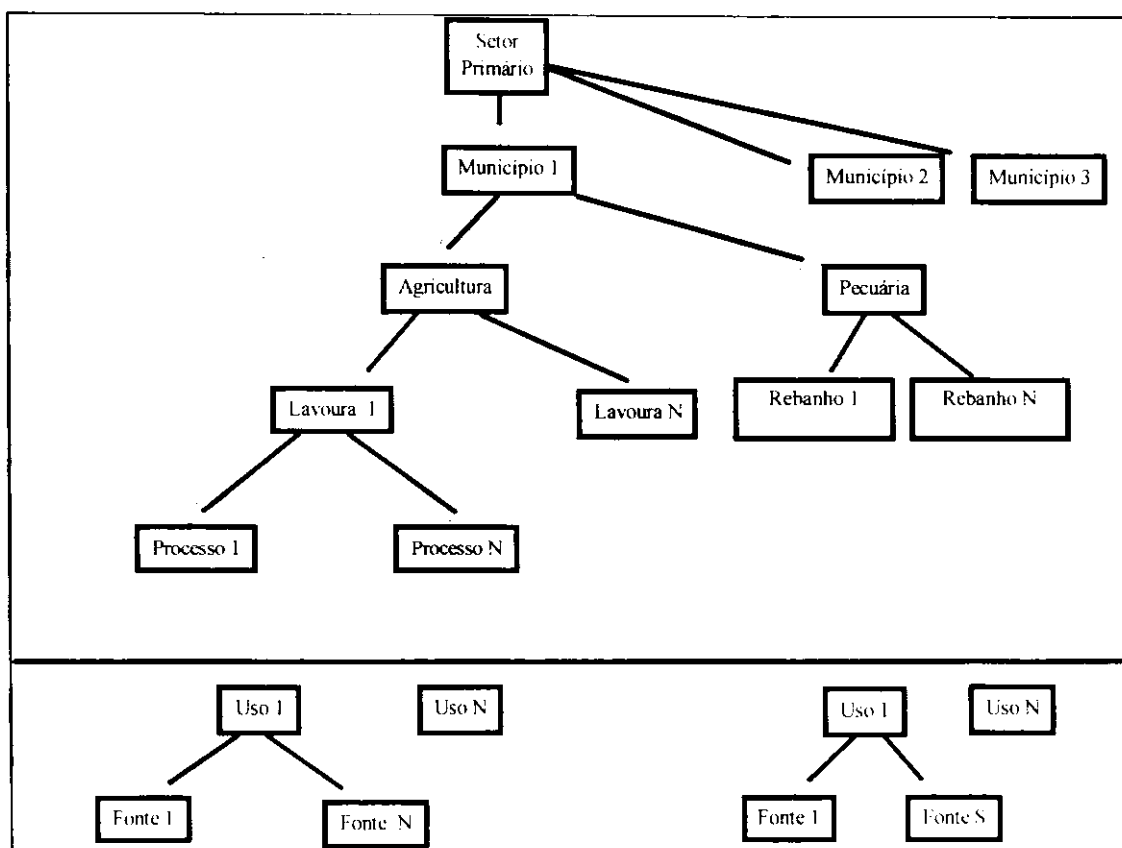 Setor
Primário
Município 1
Município 2
Município 3
Agricultura
Pecuária
Lavoura 1
Lavoura N
Rebanho 1
Rebanho N
Processo 1
Processo N
Uso 1
Uso N
Uso 1
Uso N
Fonte 1
Fonte N
Fonte 1
Fonte S